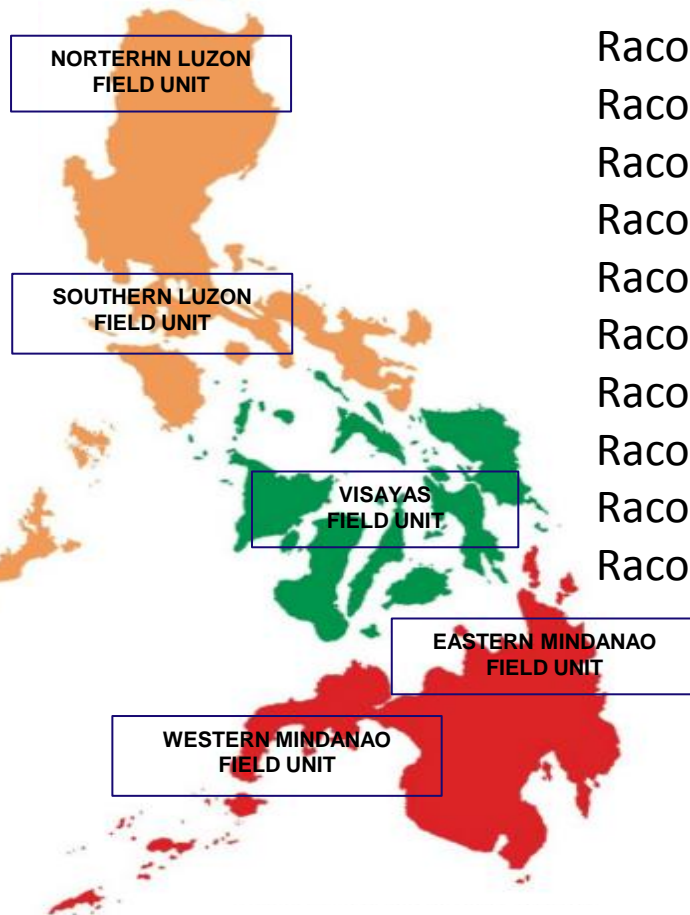 NORTERHN LUZON
FIELD UNIT
SOUTHERN LUZON
FIELD UNIT
VISAYAS
FIELD UNIT
EASTERN MINDANAO
FIELD UNIT
WESTERN MINDANAO
FIELD UNIT
Raco
Raco
Raco
Raco
Raco
Raco
Raco
Raco
Raco
Raco